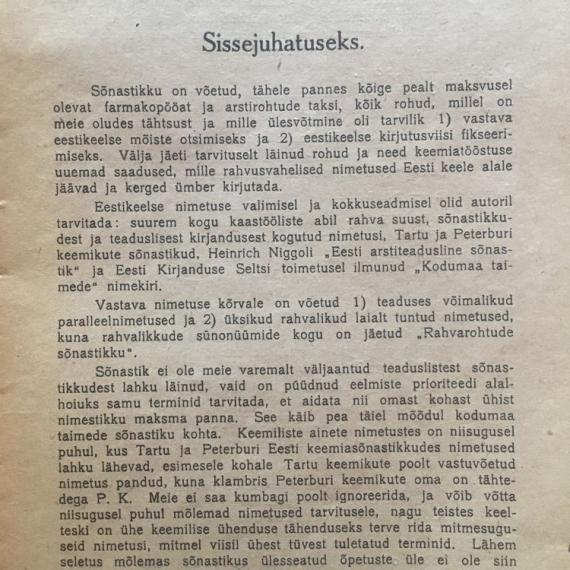 Sissejuhatuseks.
Sõnastikku on võetud, tähele pannes kõige pealt maksvusel
olevat farmakopööat ja arstirohtude taksi, kõik rohud, millel on
meie oludes tähtsust ja mille ülesvõtmine oli tarvilik 1) vastava
eestikeelse mõiste otsimiseks ja 2) eestikeelse kirjutusviisi fikseeri-
miseks. Välja jäeti tarvituselt läinud rohud ja need keemiatööstuse
uuemad saadused, mille rahvusvahelised nimetused Eesti keele alale
jäävad ja kerged ümber kirjutada.
Eestikeelse nimetuse valimisel ja kokkuseadmisel olid autoril
tarvitada: suurem kogu kaastööliste abil rahva suust, sõnastikku-
dest ja teaduslisest kirjandusest kogutud nimetusi, Tartu ja Peterburi
keemikute sõnastikud, Heinrich Niggoli „Eesti arstiteadusline sõnas-
tik“ ja Eesti Kirjanduse Seltsi toimetusel ilmunud „Kodumaa tai-
mede“ nimekiri.
Vastava nimetuse kõrvale on võetud 1) teaduses võimalikud
paralleelnimetused ja 2) üksikud rahvalikud laialt tuntud nimetused,
kuna rahvalikkude sünonüümide kogu on jäetud „Rahvarohtude
sõnastikku“.
Sõnastik ei ole meie varemalt väljaantud teaduslistest sõnas-
tikkudest lahku läinud, vaid on püüdnud eelmiste prioriteedi alal-
hoiuks samu terminid tarvitada, et aidata nii omast kohast ühist
nimestikku maksma panna. See käib pea täiel mõõdul kodumaa
taimede sõnastiku kohta. Keemiliste ainete nimetustes on niisugusel
puhul, kus Tartu ja Peterburi Eesti keemiasõnastikkudes nimetused
lahku lähevad, esimesele kohale Tartu keemikute poolt vastuvõetud
nimetus pandud, kuna klambris Peterburi keemikute oma on tähte-
dega P. K. Meie ei saa kumbagi poolt ignoreerida, ja võib võtta
niisugusel puhul mõlemad nimetused tarvitusele, nagu teistes keel-
teski on ühe keemilise ühenduse tähenduseks terve rida mitmesugu-
seid nimetusi, mitmel viisil ühest tüvest tuletatud terminid. Lähem
seletus mõlemas sõnastikus ülesseatud õpetuste üle ei ole siin